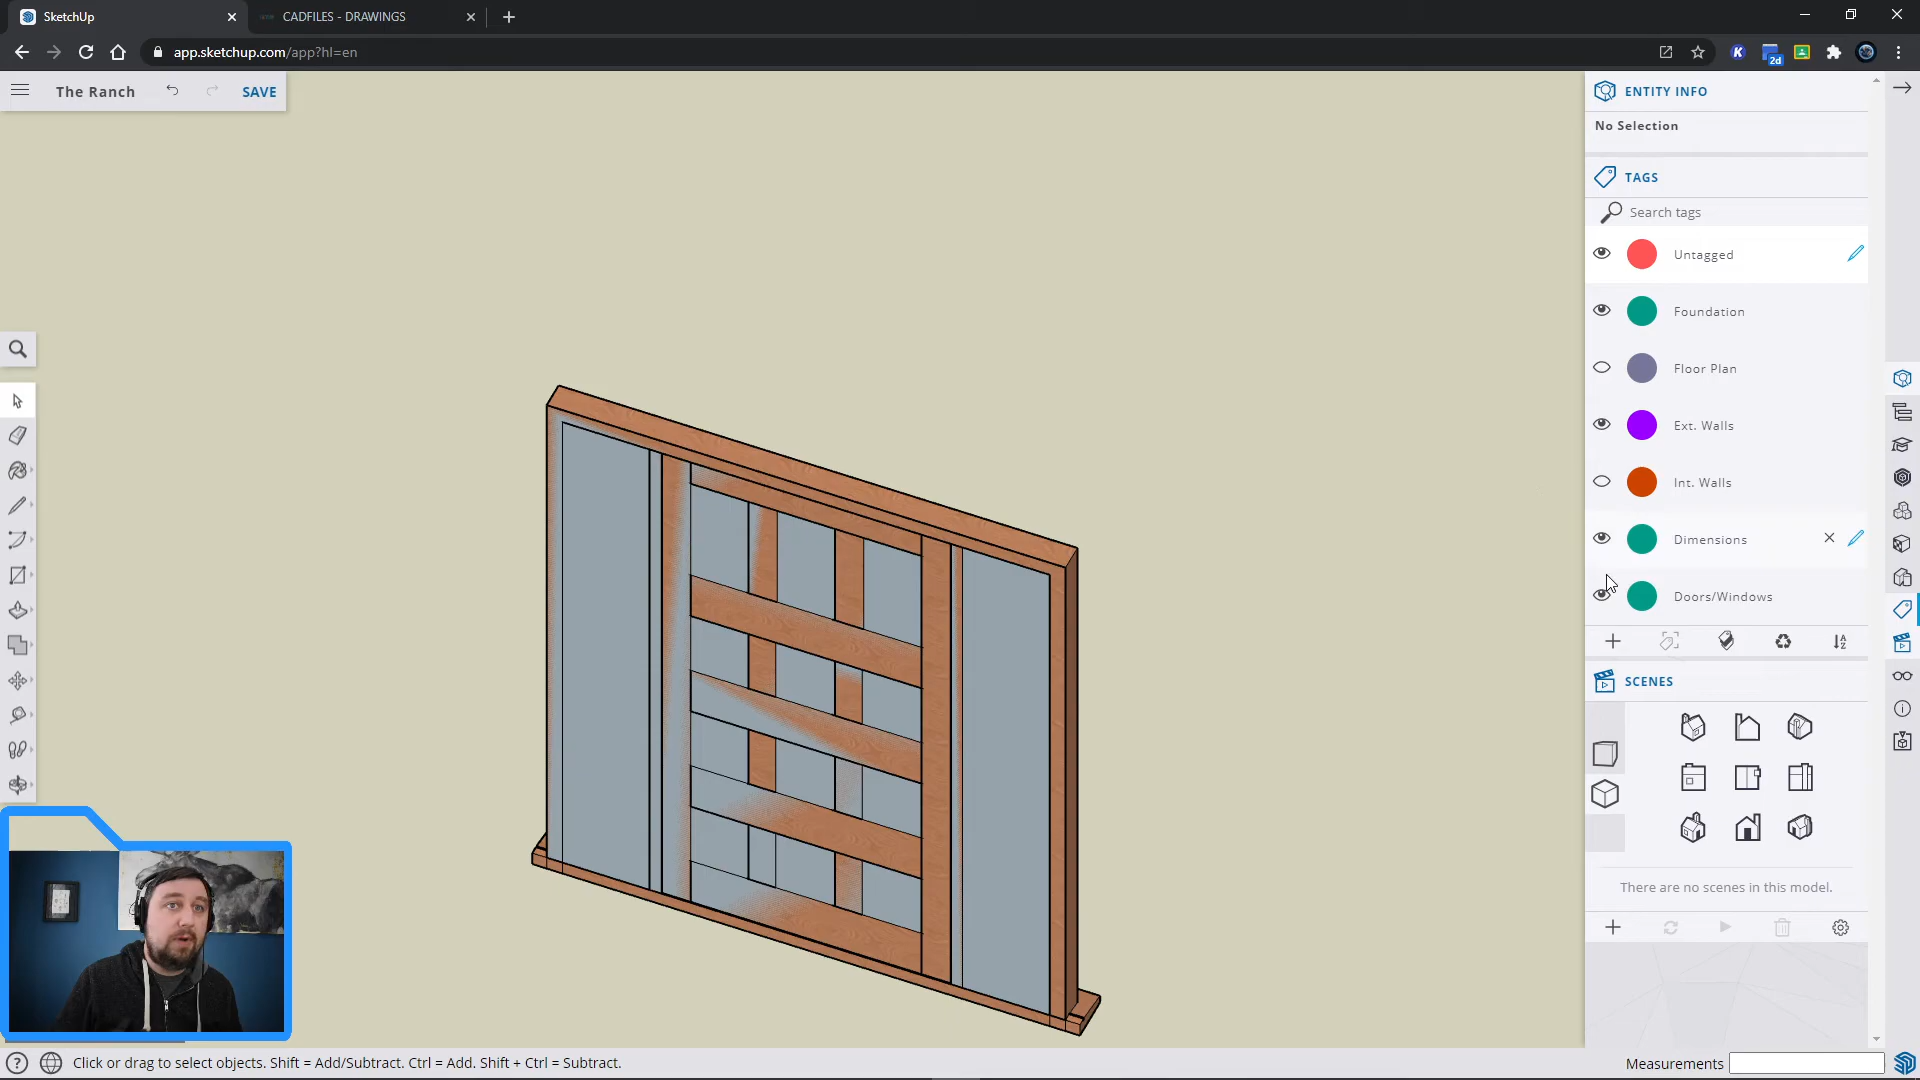 SketchUp
CADFILES - DRAWINGS
app.sketchup.com/app?hl=en
K
2d
The Ranch
SAVE
ENTITY INFO
No Selection
TAGS
Search tags
Untagged
Foundation
Floor Plan
Ext. Walls
Int. Walls
Dimensions
Doors/Windows
SCENES
There are no scenes in this model.
Click or drag to select objects. Shift = Add/Subtract. Ctrl = Add. Shift + Ctrl = Subtract.
Measurements